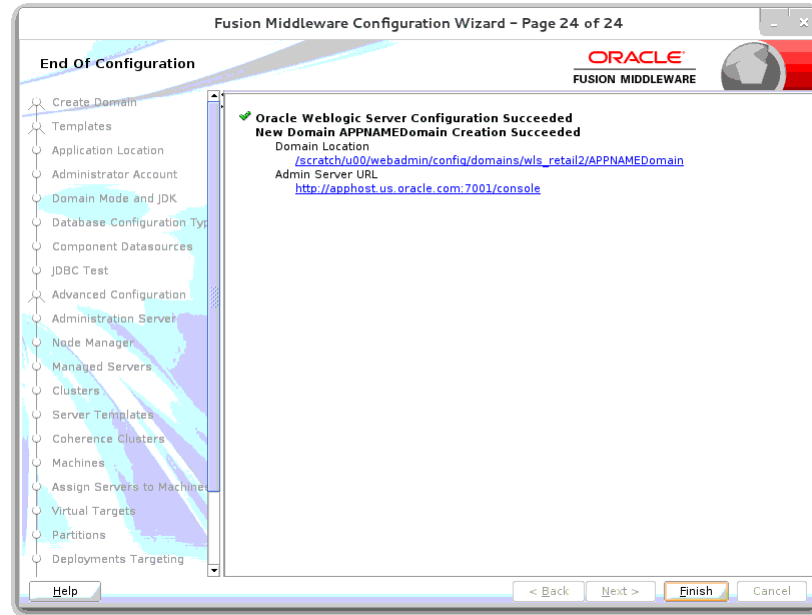 Fusion Middleware Configuration Wizard – Page 24 of 24
End Of Configuration
ORACLE
FUSION MIDDLEWARE
Create Domain
Templates
Application Location
Administrator Account
Domain Mode and JDK
Database Configuration Typ
Component Datasources
JDBC Test
Advanced Configuration
Administration Server
Node Manager
Managed Servers
Clusters
Server Templates
Coherence Clusters
Machines
Assign Servers to Machines
Virtual Targets
Partitions
Deployments Targeting
Oracle Weblogic Server Configuration Succeeded
New Domain APPNAMEDomain Creation Succeeded
Domain Location
/scratch/u00/webadmin/config/domains/wls_retail2/APPNAMEDomain
Admin Server URL
http://apphost.us.oracle.com:7001/console
Help
< Back
Next >
Finish
Cancel